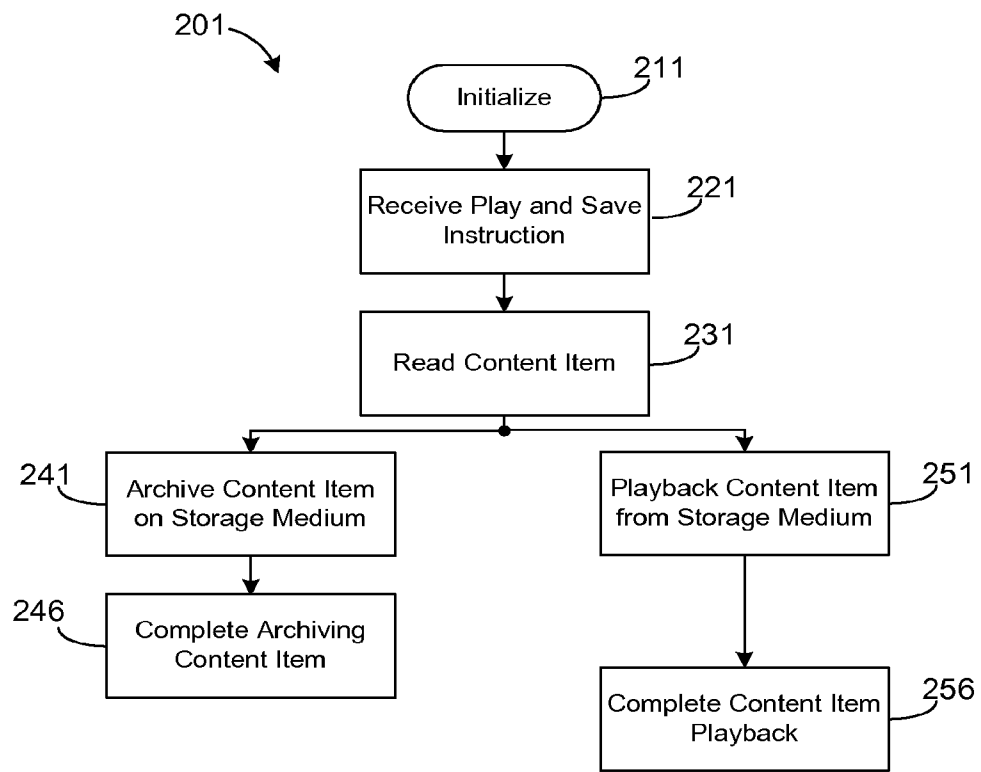 201
Initialize
211
Receive Play and Save
Instruction
221
Read Content Item
231
241
Archive Content Item
on Storage Medium
Playback Content Item
from Storage Medium
251
246
Complete Archiving
Content Item
Complete Content Item
Playback
256